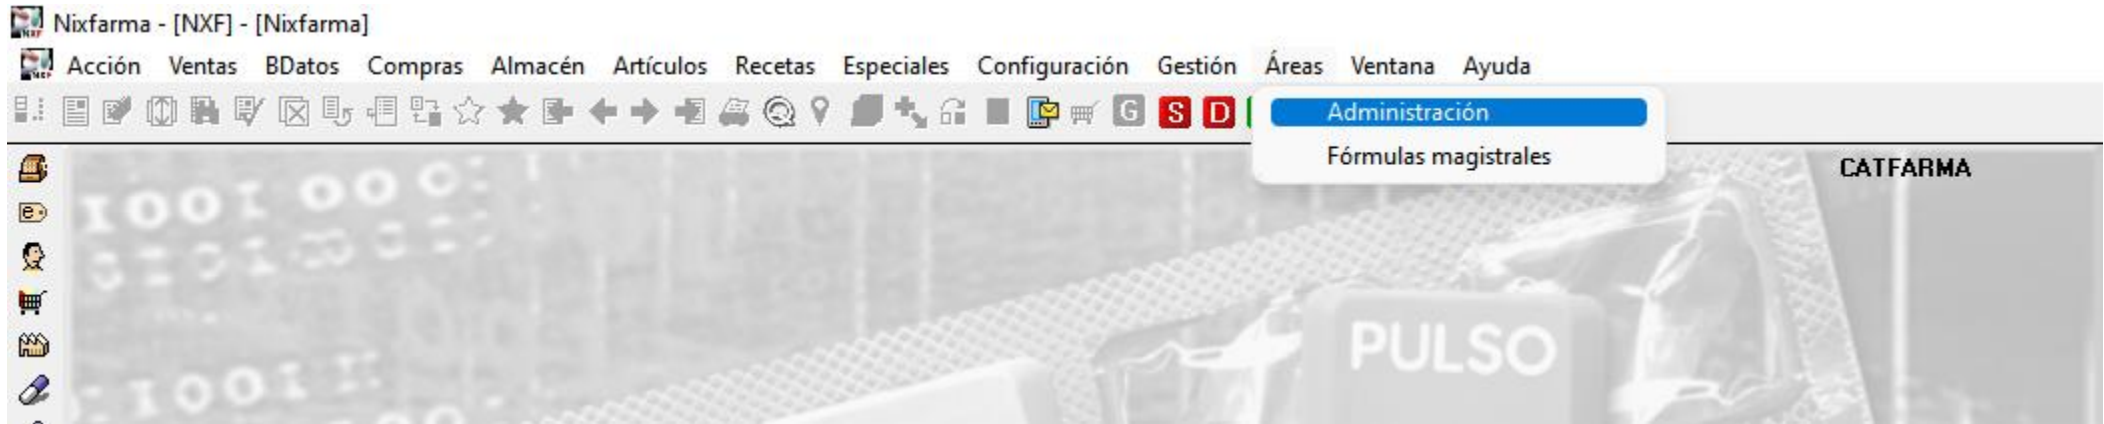 Nixfarma - [NXF] - [Nixfarma]
Acción Ventas BDatos Compras Almacén Artículos Recetas Especiales Configuración Gestión Áreas Ventana Ayuda
G S D
Administración
Fórmulas magistrales
CATFARMA
PULSO